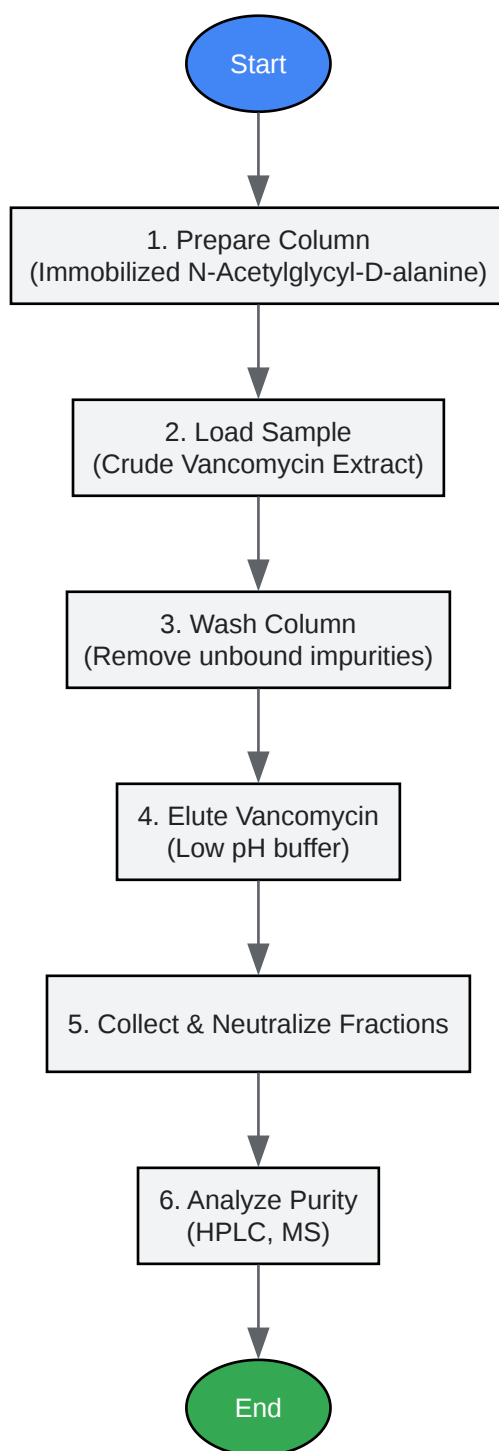 Start
1. Prepare Column
(Immobilized N-Acetylglycyl-D-alanine)
2. Load Sample
(Crude Vancomycin Extract)
3. Wash Column
(Remove unbound impurities)
4. Elute Vancomycin
(Low pH buffer)
5. Collect & Neutralize Fractions
6. Analyze Purity
(HPLC, MS)
End